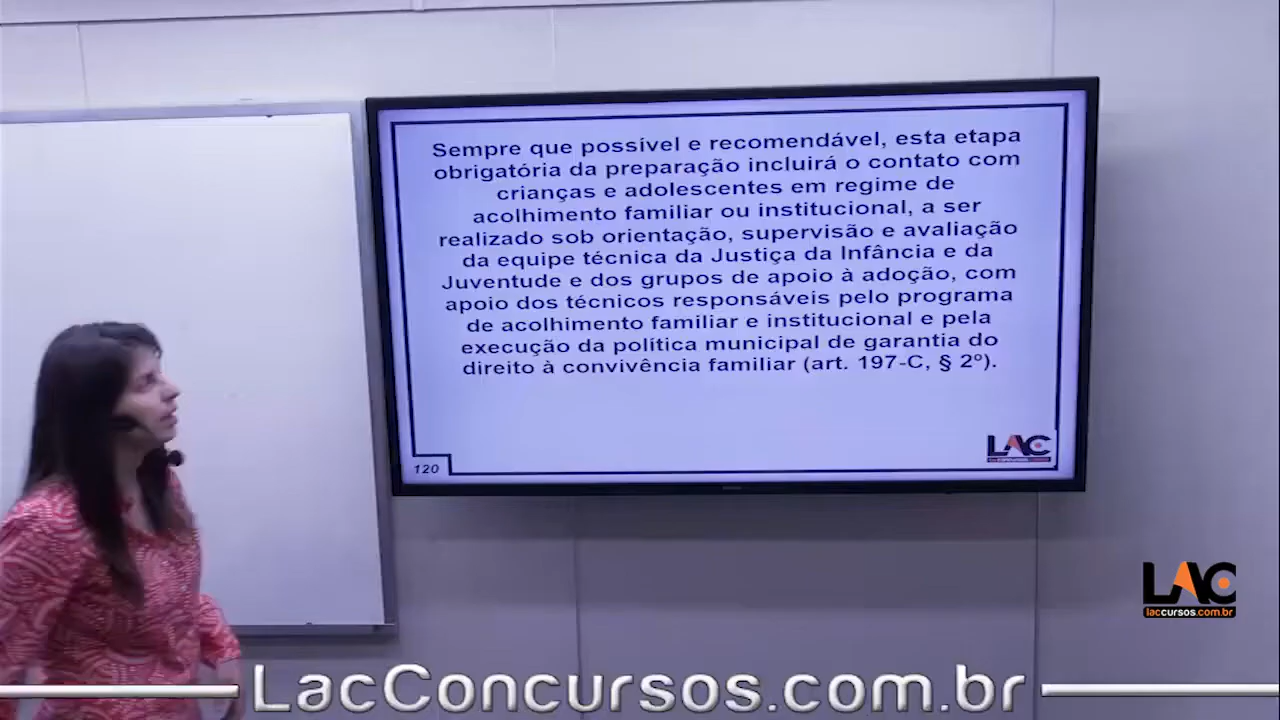 Sempre que possível e recomendável, esta etapa
obrigatória da preparação incluirá o contato com
crianças e adolescentes em regime de
acolhimento familiar ou institucional, a ser
realizado sob orientação, supervisão e avaliação
da equipe técnica da Justiça da Infância e da
Juventude e dos grupos de apoio à adoção, com
apoio dos técnicos responsáveis pelo programa
de acolhimento familiar e institucional e pela
execução da política municipal de garantia do
direito à convivência familiar (art. 197-C, § 2º).
LAC
120
LAC
laccursos.com.br
LacConcursos.com.br